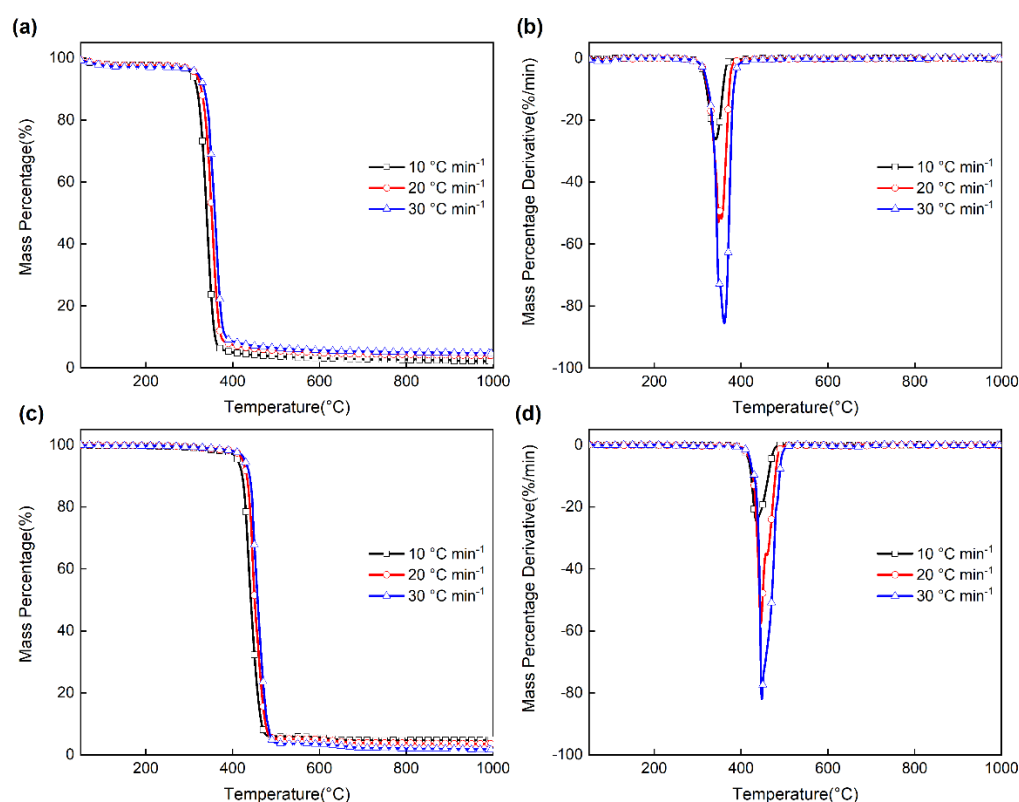 (a)
100
80
60
40
20
0
Mass Percentage(%)
10 °C min⁻¹
20 °C min⁻¹
30 °C min⁻¹
200 400 600 800 1000
Temperature(°C)
(b)
0
-20
-40
-60
-80
-100
Mass Percentage Derivative(%/min)
10 °C min⁻¹
20 °C min⁻¹
30 °C min⁻¹
200 400 600 800 1000
Temperature(°C)
(c)
100
80
60
40
20
0
Mass Percentage(%)
10 °C min⁻¹
20 °C min⁻¹
30 °C min⁻¹
200 400 600 800 1000
Temperature(°C)
(d)
0
-20
-40
-60
-80
-100
Mass Percentage Derivative(%/min)
10 °C min⁻¹
20 °C min⁻¹
30 °C min⁻¹
200 400 600 800 1000
Temperature(°C)